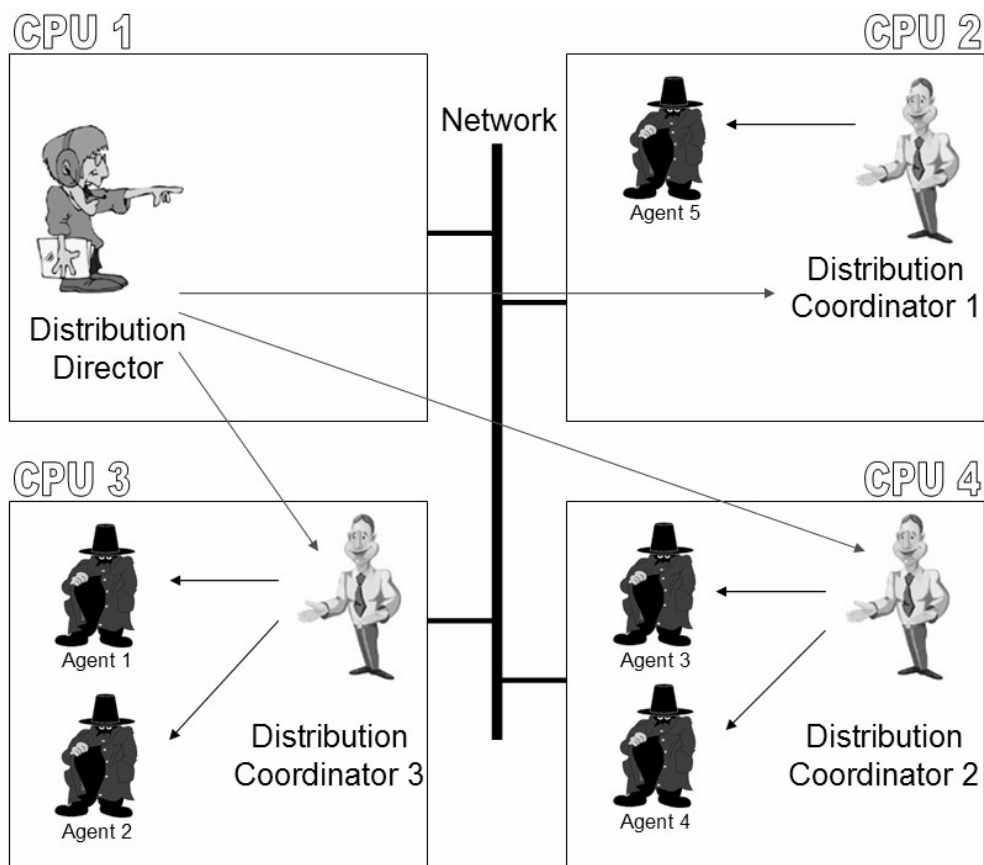 CPU 1
CPU 2
Network
Agent 5
Distribution
Coordinator 1
Distribution
Director
CPU 3
CPU 4
Agent 1
Agent 2
Distribution
Coordinator 3
Agent 3
Agent 4
Distribution
Coordinator 2